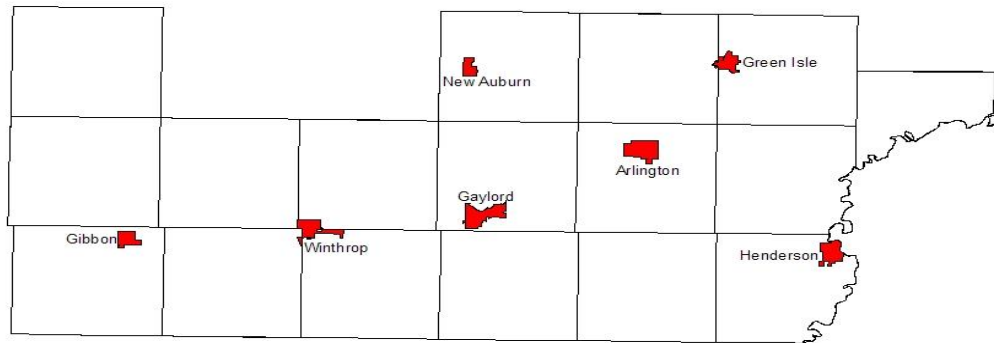 Green Isle
New Auburn
Arlington
Gaylord
Gibbon
Winthrop
Henderson